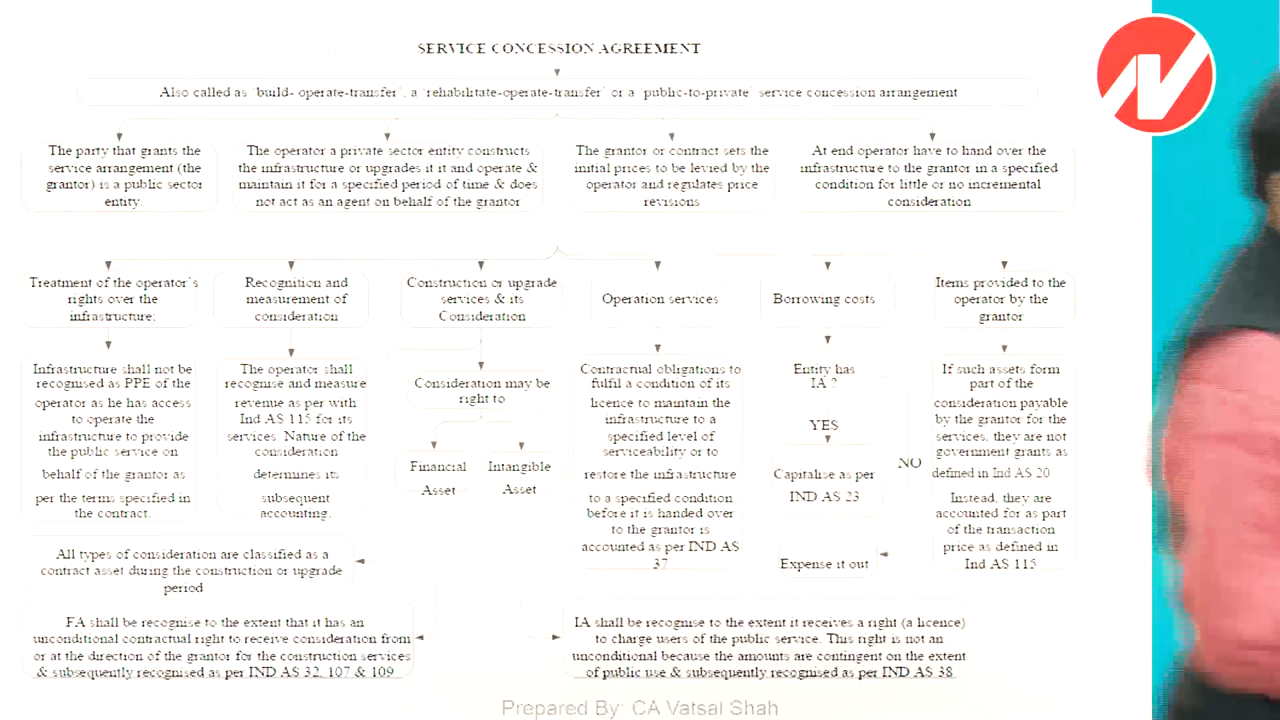 SERVICE CONCESSION AGREEMENT
Also called as 'build- operate-transfer', a 'rehabilitate-operate-transfer' or a 'public-to-private' service concession arrangement
The party that grants the
service arrangement (the
grantor) is a public sector
entity.
The operator a private sector entity constructs
the infrastructure or upgrades it it and operate &
maintain it for a specified period of time & does
not act as an agent on behalf of the grantor
The grantor or contract sets the
initial prices to be levied by the
operator and regulates price
revisions
At end operator have to hand over the
infrastructure to the grantor in a specified
condition for little or no incremental
consideration
Treatment of the operator's
rights over the
infrastructure;
Recognition and
measurement of
consideration
Construction or upgrade
services & its
Consideration
Operation services
Borrowing costs
Items provided to the
operator by the
grantor
Infrastructure shall not be
recognised as PPE of the
operator as he has access
to operate the
infrastructure to provide
the public service on
behalf of the grantor as
per the terms specified in
the contract.
The operator shall
recognise and measure
revenue as per with
Ind AS 115 for its
services. Nature of the
consideration
determines its
subsequent
accounting.
Consideration may be
right to
Financial
Asset
Intangible
Asset
Contractual obligations to
fulfil a condition of its
licence to maintain the
infrastructure to a
specified level of
serviceability or to
restore the infrastructure
to a specified condition
before it is handed over
to the grantor is
accounted as per IND AS
37
Entity has
IA ?
YES
Capitalise as per
IND AS 23
NO
Expense it out
If such assets form
part of the
consideration payable
by the grantor for the
services, they are not
government grants as
defined in Ind AS 20
Instead, they are
accounted for as part
of the transaction
price as defined in
Ind AS 115
All types of consideration are classified as a
contract asset during the construction or upgrade
period
FA shall be recognise to the extent that it has an
unconditional contractual right to receive consideration from
or at the direction of the grantor for the construction services
& subsequently recognised as per IND AS 32, 107 & 109
IA shall be recognise to the extent it receives a right (a licence)
to charge users of the public service. This right is not an
unconditional because the amounts are contingent on the extent
of public use & subsequently recognised as per IND AS 38
Prepared By: CA Vatsal Shah